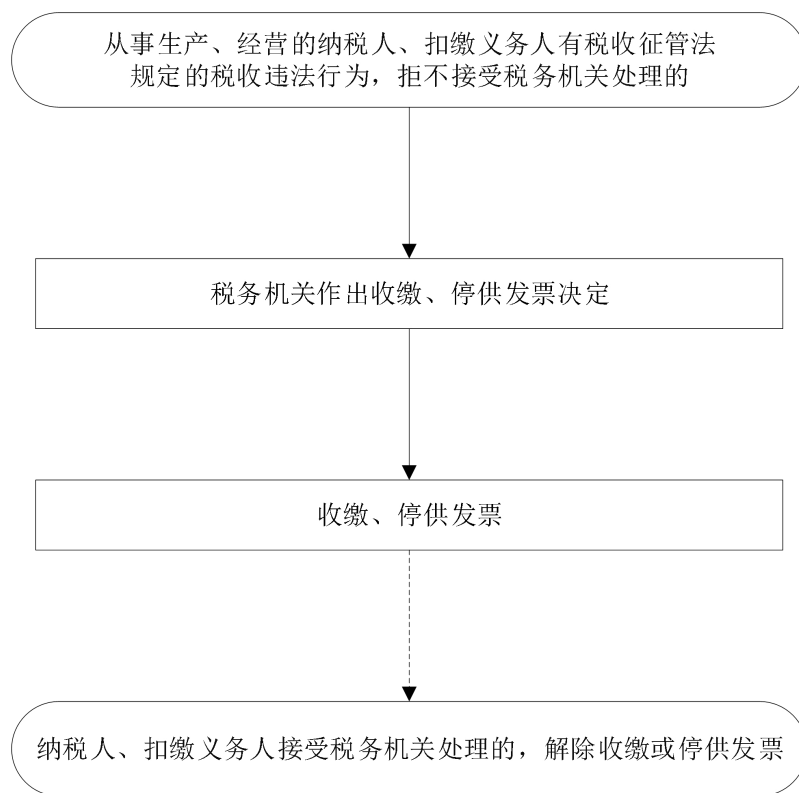 从事生产、经营的纳税人、扣缴义务人有税收征管法
规定的税收违法行为，拒不接受税务机关处理的
税务机关作出收缴、停供发票决定
收缴、停供发票
纳税人、扣缴义务人接受税务机关处理的，解除收缴或停供发票